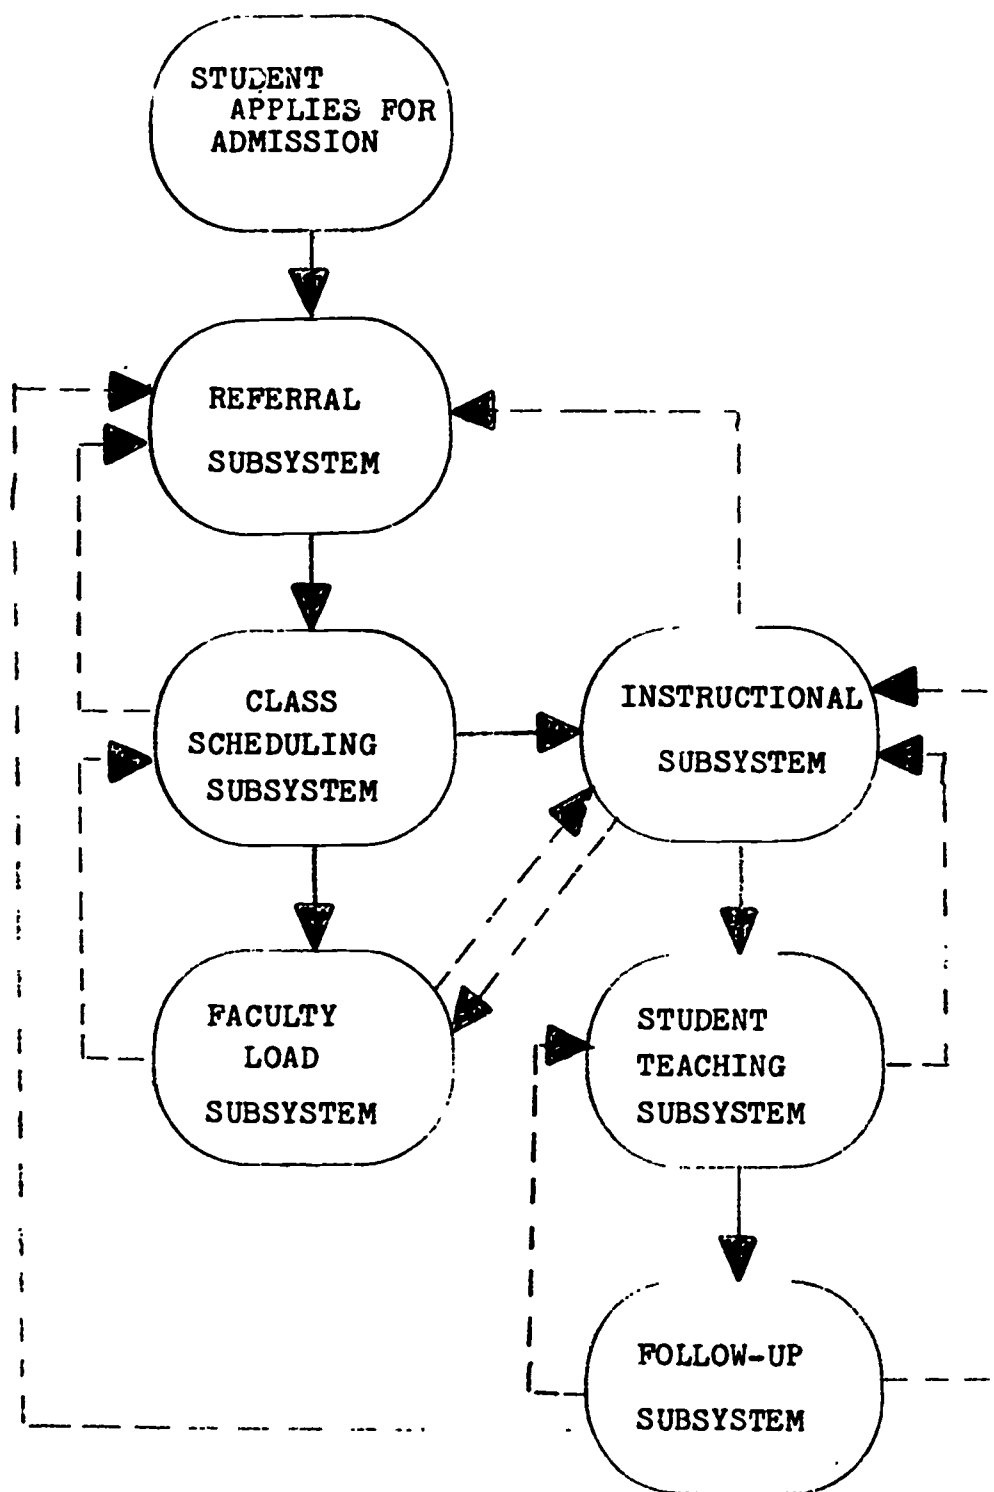 STUDENT
APPLIES FOR
ADMISSION
REFERRAL
SUBSYSTEM
CLASS
SCHEDULING
SUBSYSTEM
INSTRUCTIONAL
SUBSYSTEM
FACULTY
LOAD
SUBSYSTEM
STUDENT
TEACHING
SUBSYSTEM
FOLLOW-UP
SUBSYSTEM